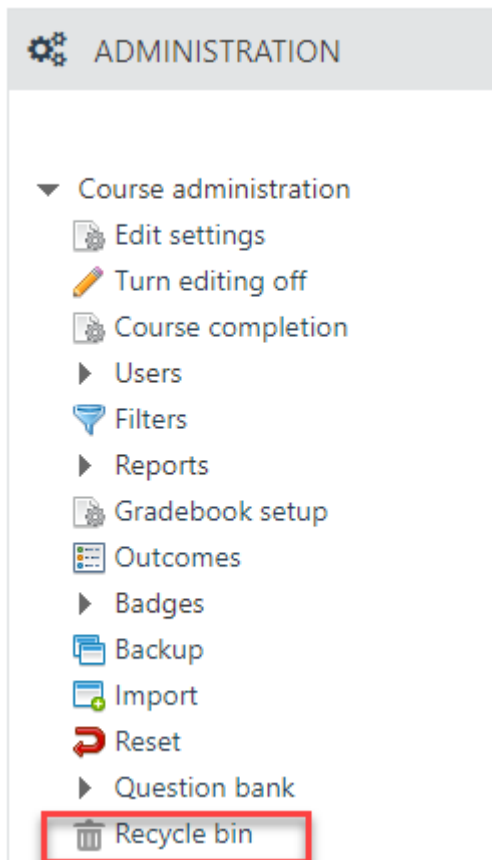 ADMINISTRATION
Course administration
Edit settings
Turn editing off
Course completion
Users
Filters
Reports
Gradebook setup
Outcomes
Badges
Backup
Import
Reset
Question bank
Recycle bin